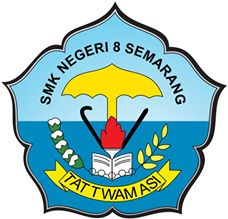 SMK NEGERI 8 SEMARANG
TAT TWAM ASI